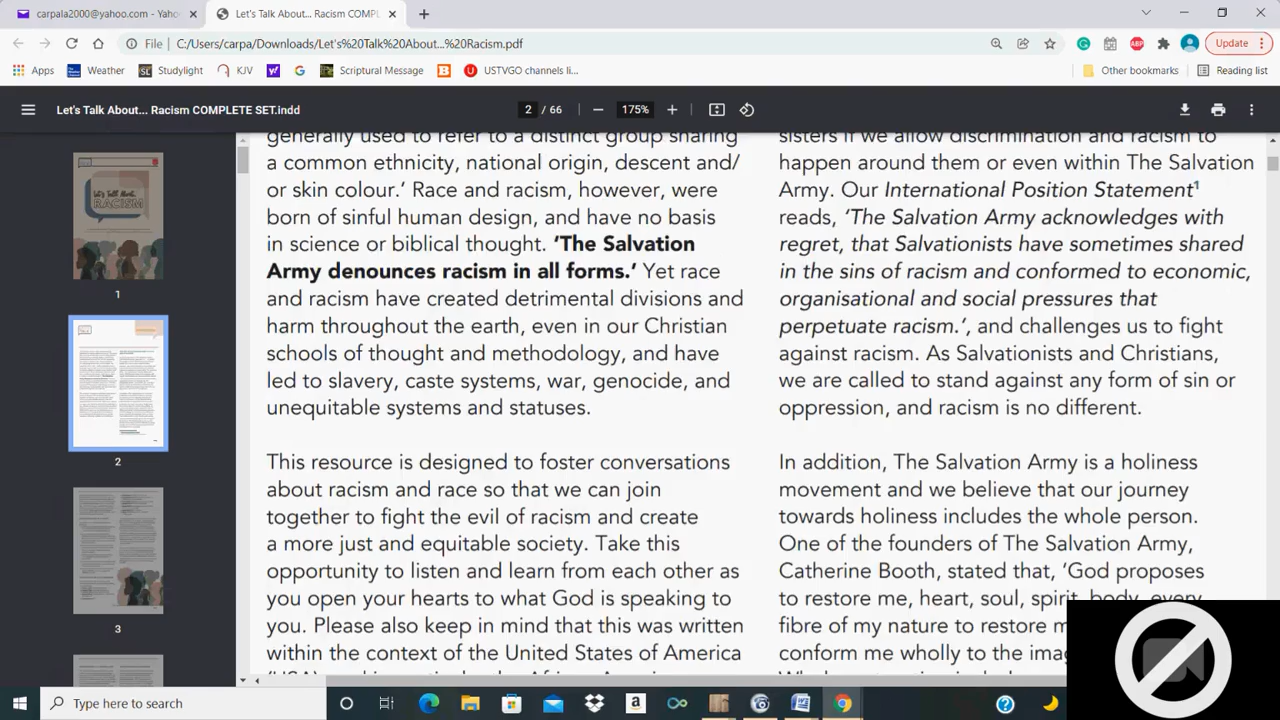 carpala2000@yahoo.com - Yaho
Let's Talk About... Racism COMPL
File
C:/Users/carpa/Downloads/Let's%20Talk%20About...%20Racism.pdf
Update
Apps
Weather
Studylight
KJV
Scriptural Message
USTVGO channels li...
Other bookmarks
Reading list
Let's Talk About... Racism COMPLETE SET.indd
2 / 66
175%
Let's Talk About...
RACISM
1
2
3
generally used to refer to a distinct group sharing
a common ethnicity, national origin, descent and/
or skin colour.' Race and racism, however, were
born of sinful human design, and have no basis
in science or biblical thought. 'The Salvation
Army denounces racism in all forms.' Yet race
and racism have created detrimental divisions and
harm throughout the earth, even in our Christian
schools of thought and methodology, and have
led to slavery, caste systems, war, genocide, and
unequitable systems and statuses.
This resource is designed to foster conversations
about racism and race so that we can join
together to fight the evil of racism and create
a more just and equitable society. Take this
opportunity to listen and learn from each other as
you open your hearts to what God is speaking to
you. Please also keep in mind that this was written
within the context of the United States of America
sisters if we allow discrimination and racism to
happen around them or even within The Salvation
Army. Our International Position Statement¹
reads, 'The Salvation Army acknowledges with
regret, that Salvationists have sometimes shared
in the sins of racism and conformed to economic,
organisational and social pressures that
perpetuate racism.', and challenges us to fight
against racism. As Salvationists and Christians,
we are called to stand against any form of sin or
oppression, and racism is no different.
In addition, The Salvation Army is a holiness
movement and we believe that our journey
towards holiness includes the whole person.
One of the founders of The Salvation Army,
Catherine Booth, stated that, 'God proposes
to restore me, heart, soul, spirit, body, every
fibre of my nature to restore
conform me wholly to the
Type here to search